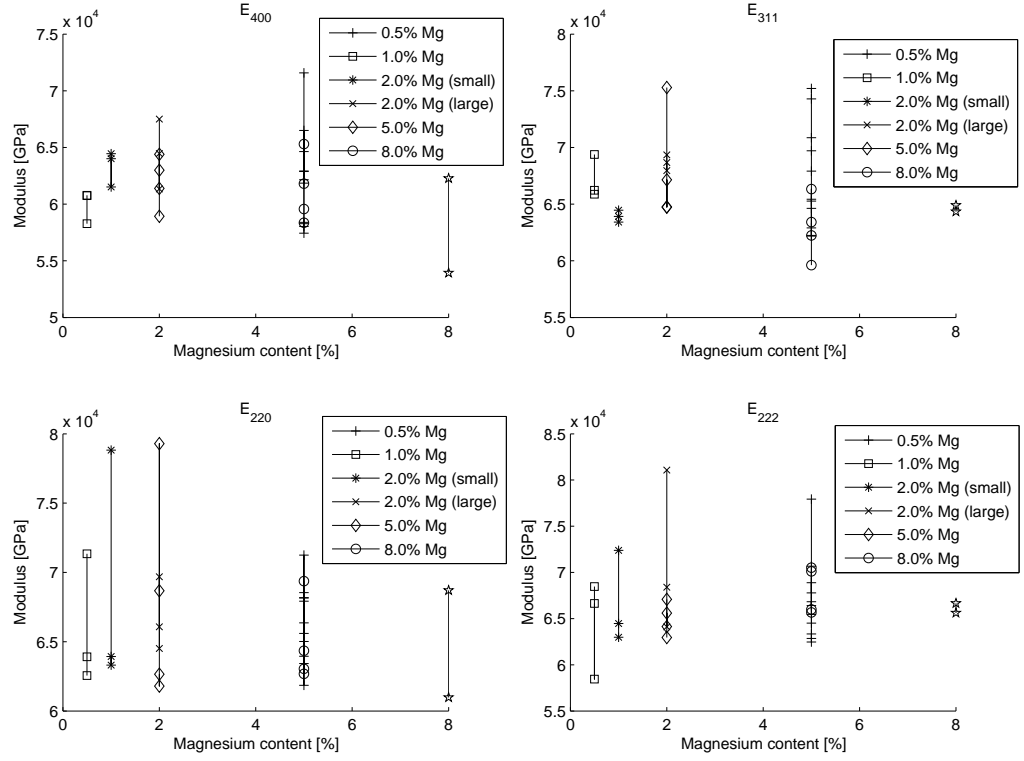 E400
x 10^4
7.5
7
6.5
6
5.5
5
0 2 4 6 8
Modulus [GPa]
Magnesium content [%]
0.5% Mg
1.0% Mg
2.0% Mg (small)
2.0% Mg (large)
5.0% Mg
8.0% Mg
E311
x 10^4
8
7.5
7
6.5
6
5.5
0 2 4 6 8
Modulus [GPa]
Magnesium content [%]
0.5% Mg
1.0% Mg
2.0% Mg (small)
2.0% Mg (large)
5.0% Mg
8.0% Mg
E220
x 10^4
8
7.5
7
6.5
6
0 2 4 6 8
Modulus [GPa]
Magnesium content [%]
0.5% Mg
1.0% Mg
2.0% Mg (small)
2.0% Mg (large)
5.0% Mg
8.0% Mg
E222
x 10^4
8.5
8
7.5
7
6.5
6
5.5
0 2 4 6 8
Modulus [GPa]
Magnesium content [%]
0.5% Mg
1.0% Mg
2.0% Mg (small)
2.0% Mg (large)
5.0% Mg
8.0% Mg